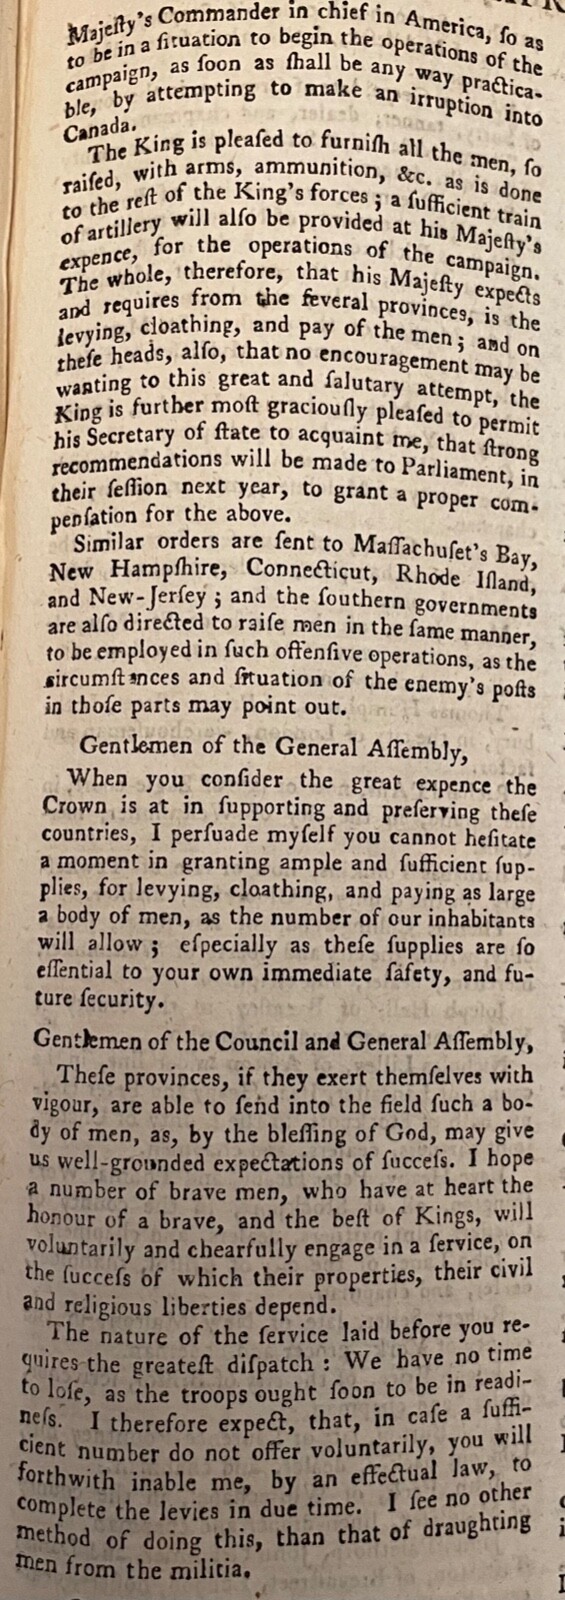 Majeſty's Commander in chief in America, ſo as
to be in a ſituation to begin the operations of the
campaign, as ſoon as ſhall be any way practica-
ble, by attempting to make an irruption into
Canada.
The King is pleaſed to furniſh all the men, ſo
raiſed, with arms, ammunition, &c. as is done
to the reſt of the King's forces; a ſufficient train
of artillery will alſo be provided at his Majeſty's
expence, for the operations of the campaign.
The whole, therefore, that his Majeſty expects
and requires from the ſeveral provinces, is the
levying, cloathing, and pay of the men; and on
theſe heads, alſo, that no encouragement may be
wanting to this great and ſalutary attempt, the
King is further moſt graciouſly pleaſed to permit
his Secretary of ſtate to acquaint me, that ſtrong
recommendations will be made to Parliament, in
their ſeſſion next year, to grant a proper com-
penſation for the above.
Similar orders are ſent to Maſſachuſet's Bay,
New Hampſhire, Connecticut, Rhode Iſland,
and New-Jerſey; and the ſouthern governments
are alſo directed to raiſe men in the ſame manner,
to be employed in ſuch offenſive operations, as the
circumſtances and ſituation of the enemy's poſts
in thoſe parts may point out.
Gentlemen of the General Aſſembly,
When you conſider the great expence the
Crown is at in ſupporting and preſerving theſe
countries, I perſuade myſelf you cannot heſitate
a moment in granting ample and ſufficient ſup-
plies, for levying, cloathing, and paying as large
a body of men, as the number of our inhabitants
will allow; eſpecially as theſe ſupplies are ſo
eſſential to your own immediate ſafety, and fu-
ture ſecurity.
Gentlemen of the Council and General Aſſembly,
Theſe provinces, if they exert themſelves with
vigour, are able to ſend into the field ſuch a bo-
dy of men, as, by the bleſſing of God, may give
us well-grounded expectations of ſucceſs. I hope
a number of brave men, who have at heart the
honour of a brave, and the beſt of Kings, will
voluntarily and chearfully engage in a ſervice, on
the ſucceſs of which their properties, their civil
and religious liberties depend.
The nature of the ſervice laid before you re-
quires the greateſt diſpatch: We have no time
to loſe, as the troops ought ſoon to be in readi-
neſs. I therefore expect, that, in caſe a ſuffi-
cient number do not offer voluntarily, you will
forthwith inable me, by an effectual law, to
complete the levies in due time. I ſee no other
method of doing this, than that of draughting
men from the militia.